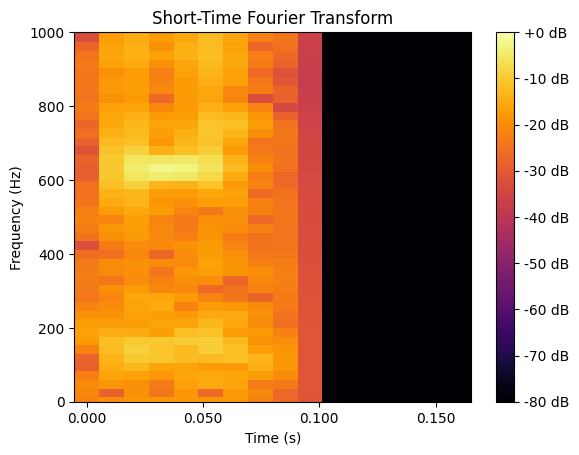 Short-Time Fourier Transform
1000
800
600
400
200
0
Frequency (Hz)
0.000
0.050
0.100
0.150
Time (s)
+0 dB
-10 dB
-20 dB
-30 dB
-40 dB
-50 dB
-60 dB
-70 dB
-80 dB